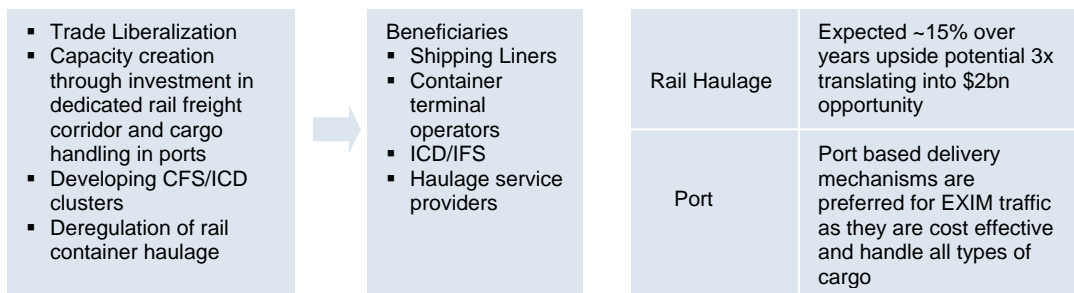 ▪ Trade Liberalization
▪ Capacity creation
through investment in
dedicated rail freight
corridor and cargo
handling in ports
▪ Developing CFS/ICD
clusters
▪ Deregulation of rail
container haulage
Beneficiaries
▪ Shipping Liners
▪ Container
terminal
operators
▪ ICD/IFS
▪ Haulage service
providers
Rail Haulage
Expected ~15% over
years upside potential 3x
translating into $2bn
opportunity
Port
Port based delivery
mechanisms are
preferred for EXIM traffic
as they are cost effective
and handle all types of
cargo